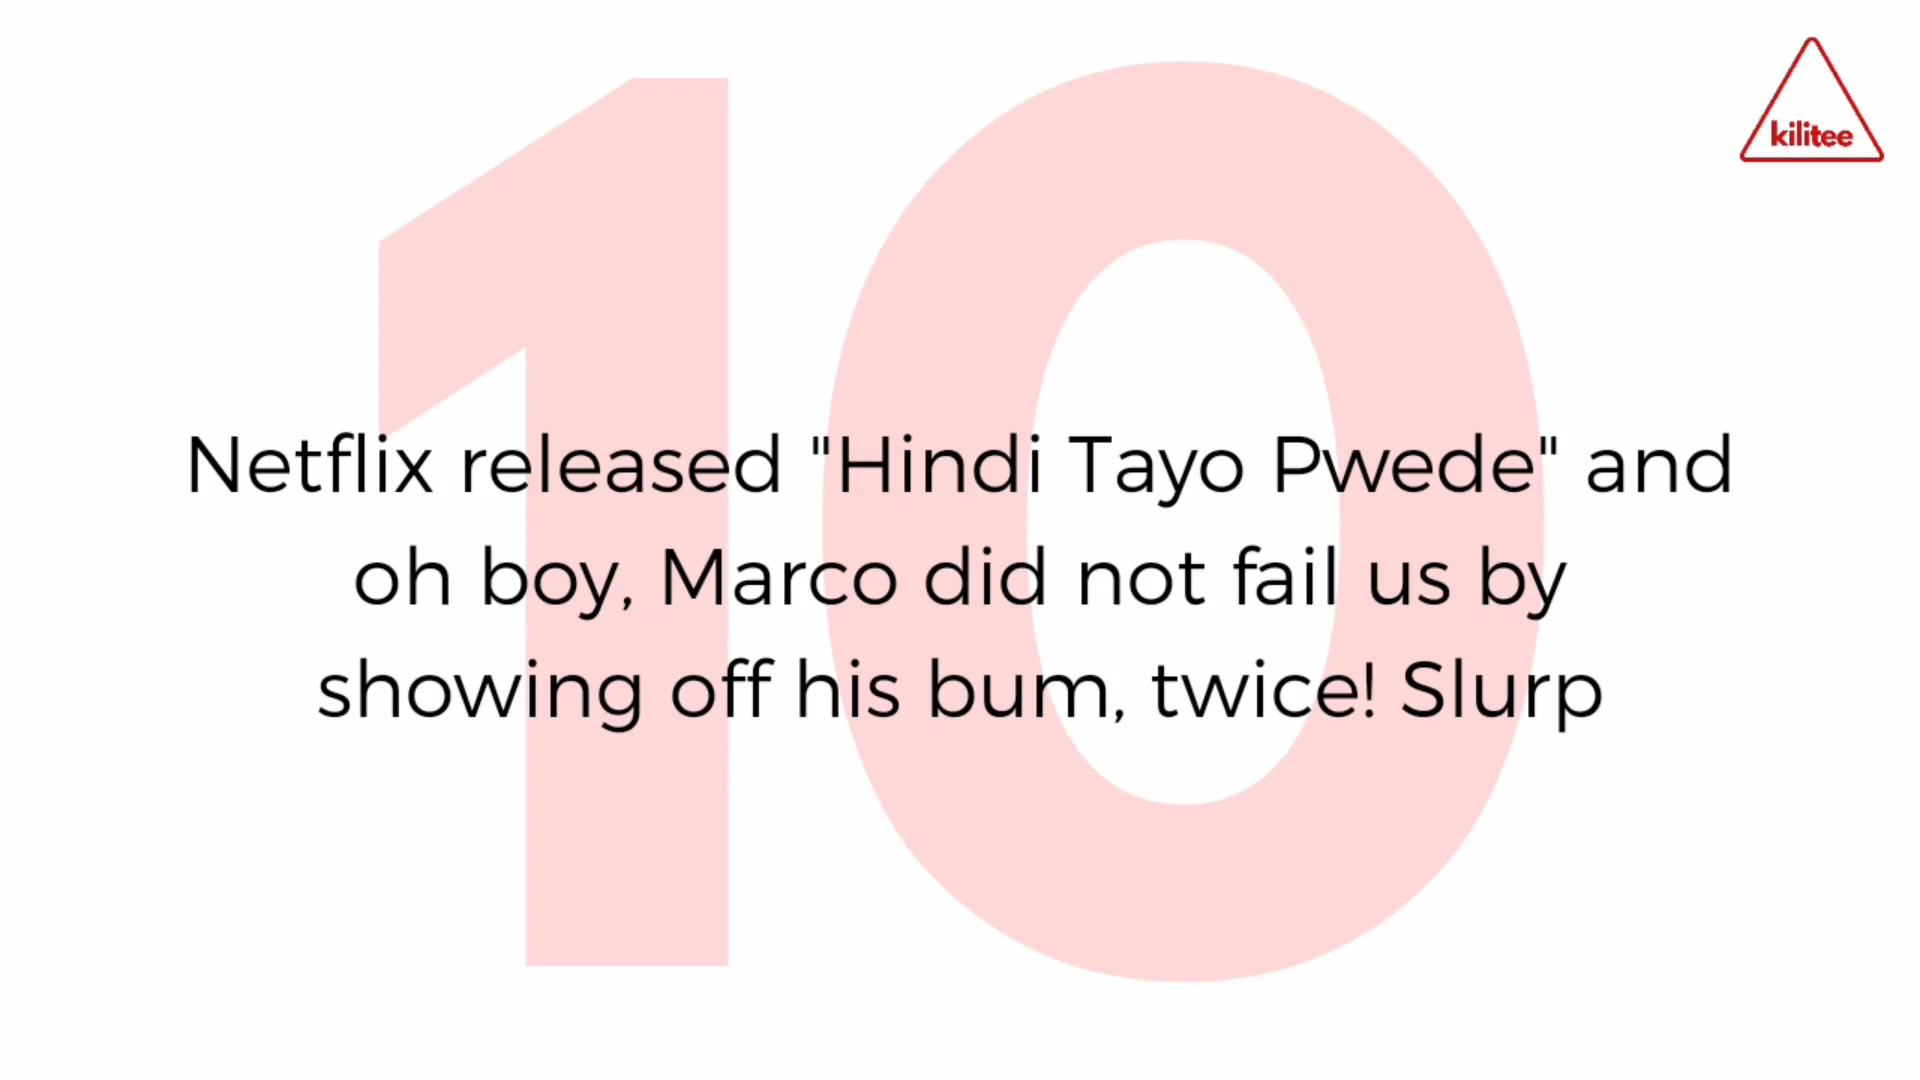 10
kilitee
Netflix released "Hindi Tayo Pwede" and
oh boy, Marco did not fail us by
showing off his bum, twice! Slurp